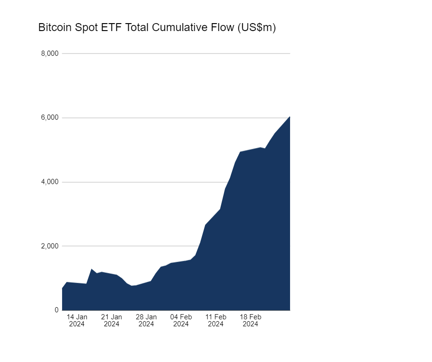 Bitcoin Spot ETF Total Cumulative Flow (US$m)
8,000
6,000
4,000
2,000
0
14 Jan 2024
21 Jan 2024
28 Jan 2024
04 Feb 2024
11 Feb 2024
18 Feb 2024